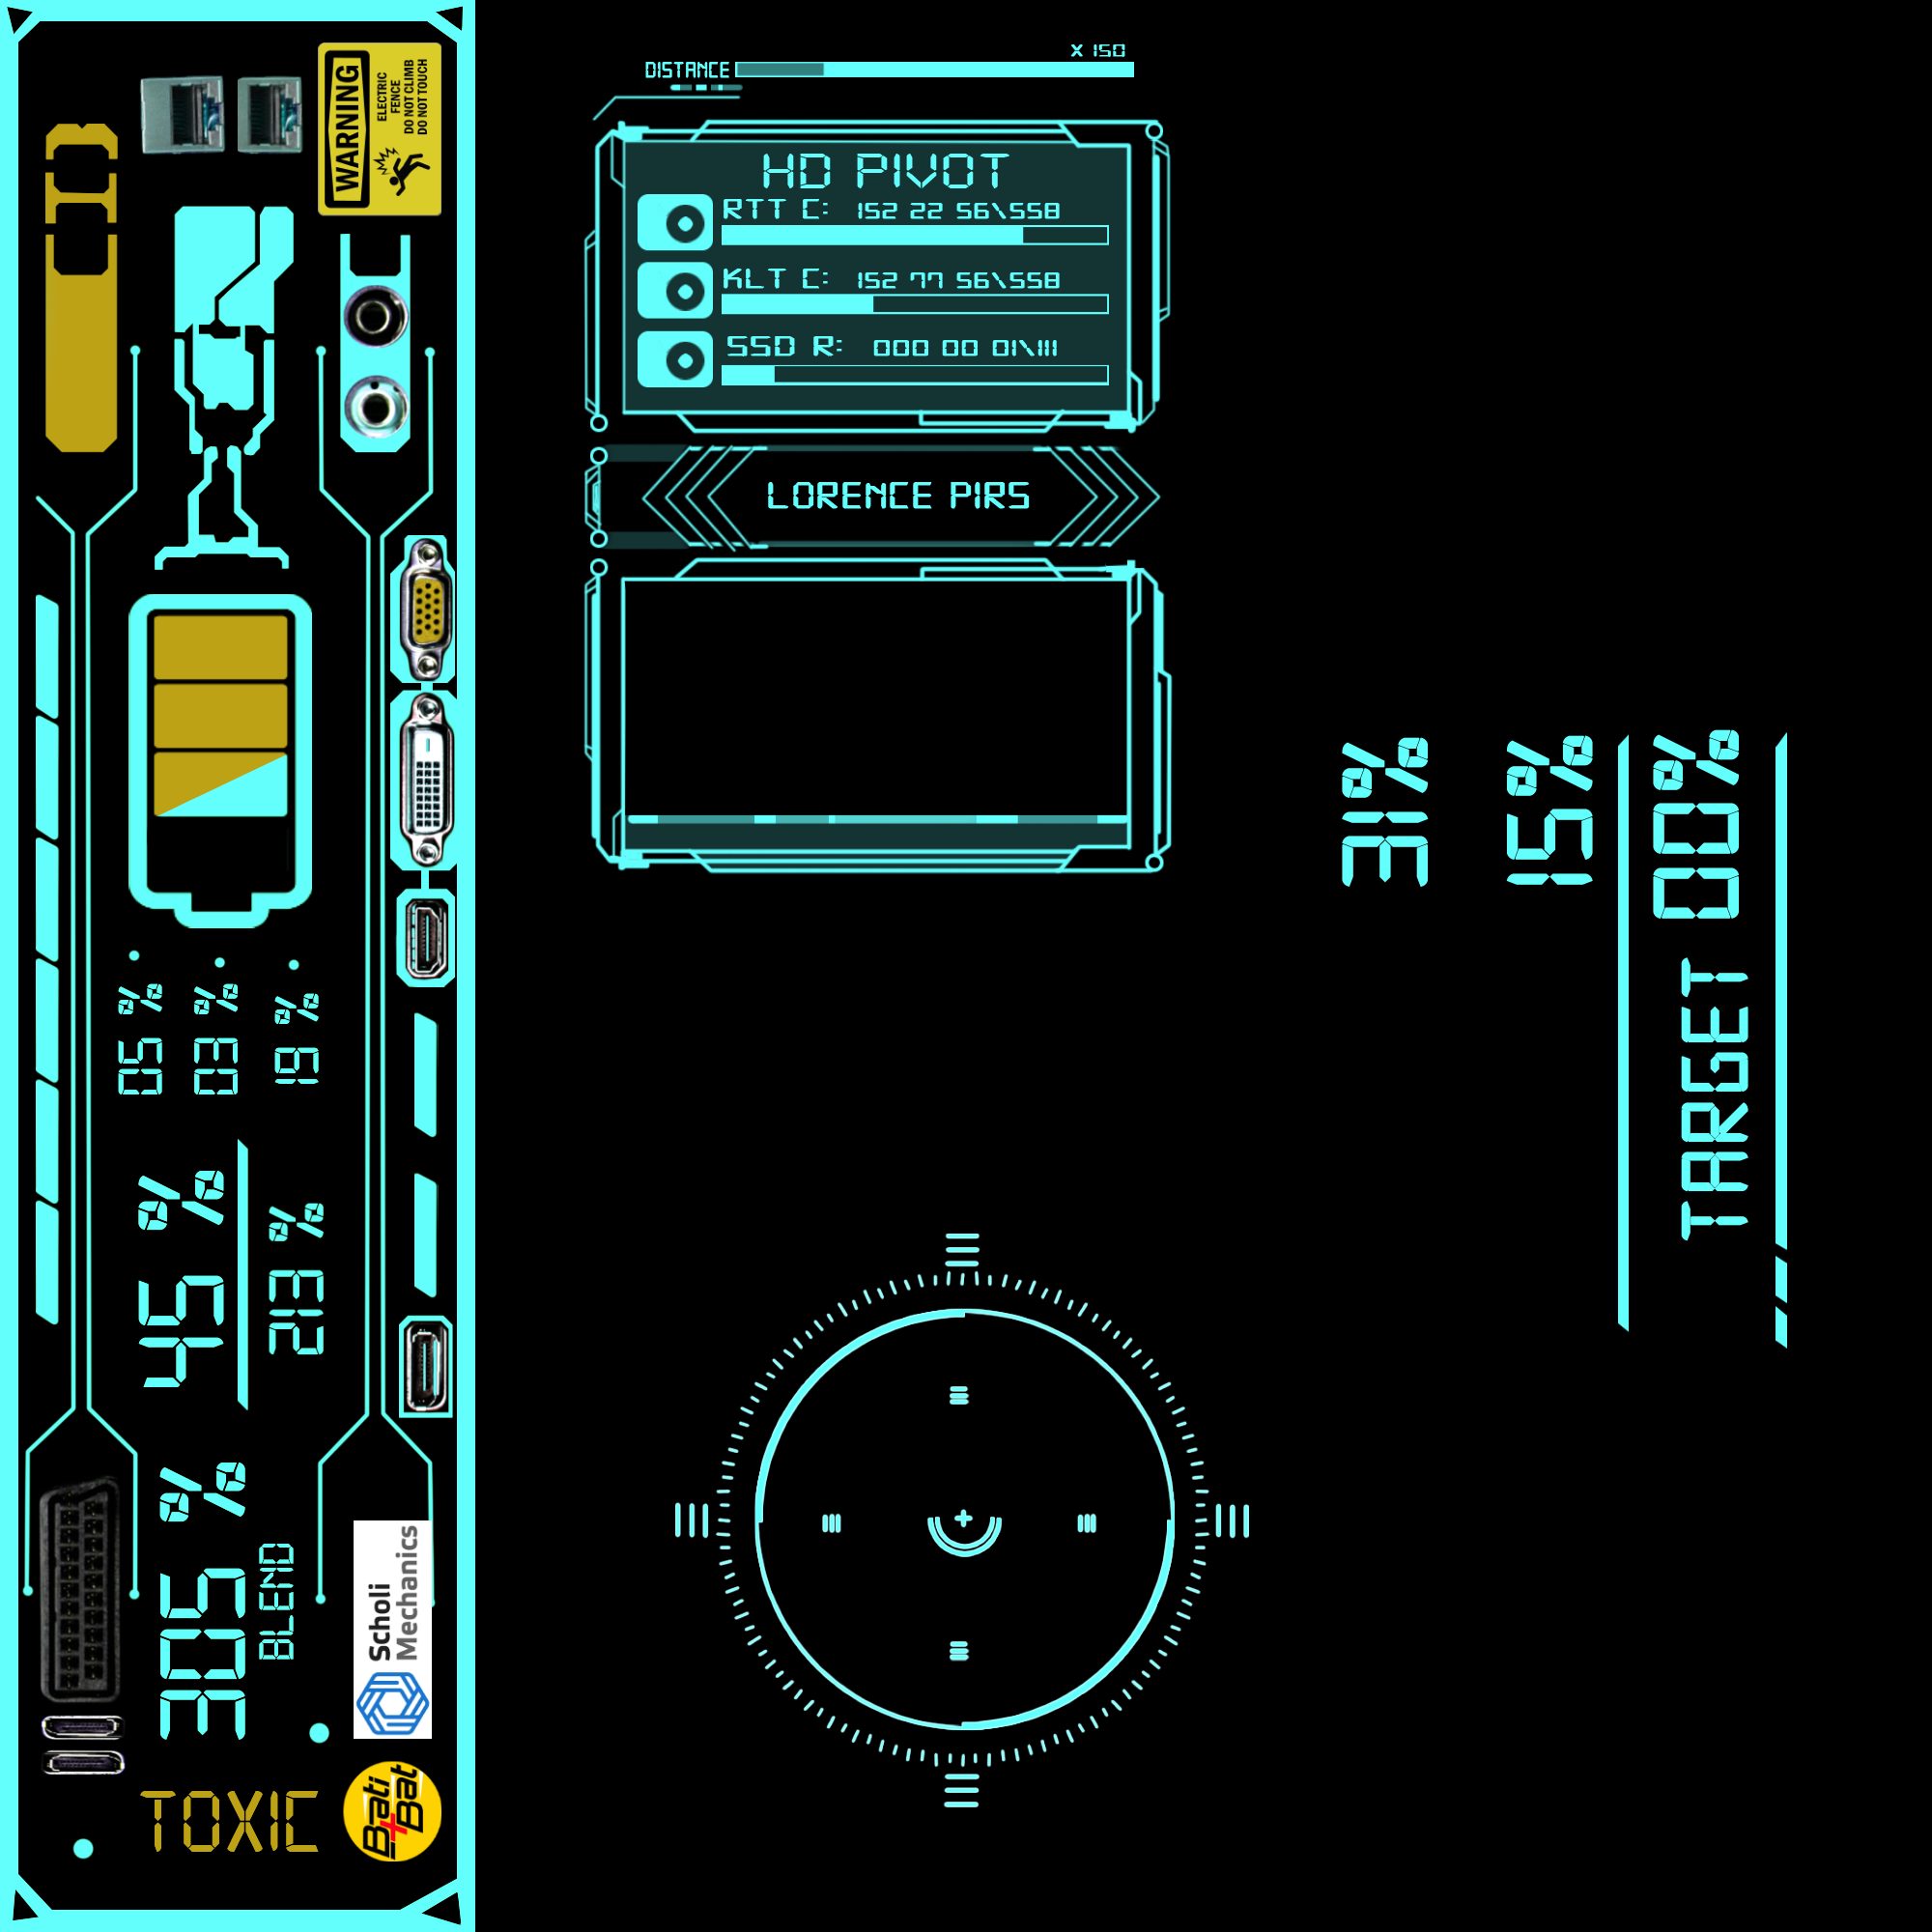 WARNING
ELECTRIC
FENCE
DO NOT CLIMB
DO NOT TOUCH
05 %
03 %
19 %
45 %
213 %
305 %
BLEND
Scholi
Mechanics
TOXIC
Brati
Bat
X 150
DISTANCE
HD PIVOT
RTT C: 152 22 56\558
KLT C: 152 77 56\558
SSD R: 000 00 01\111
LORENCE PIRS
31%
15%
TARGET 00%